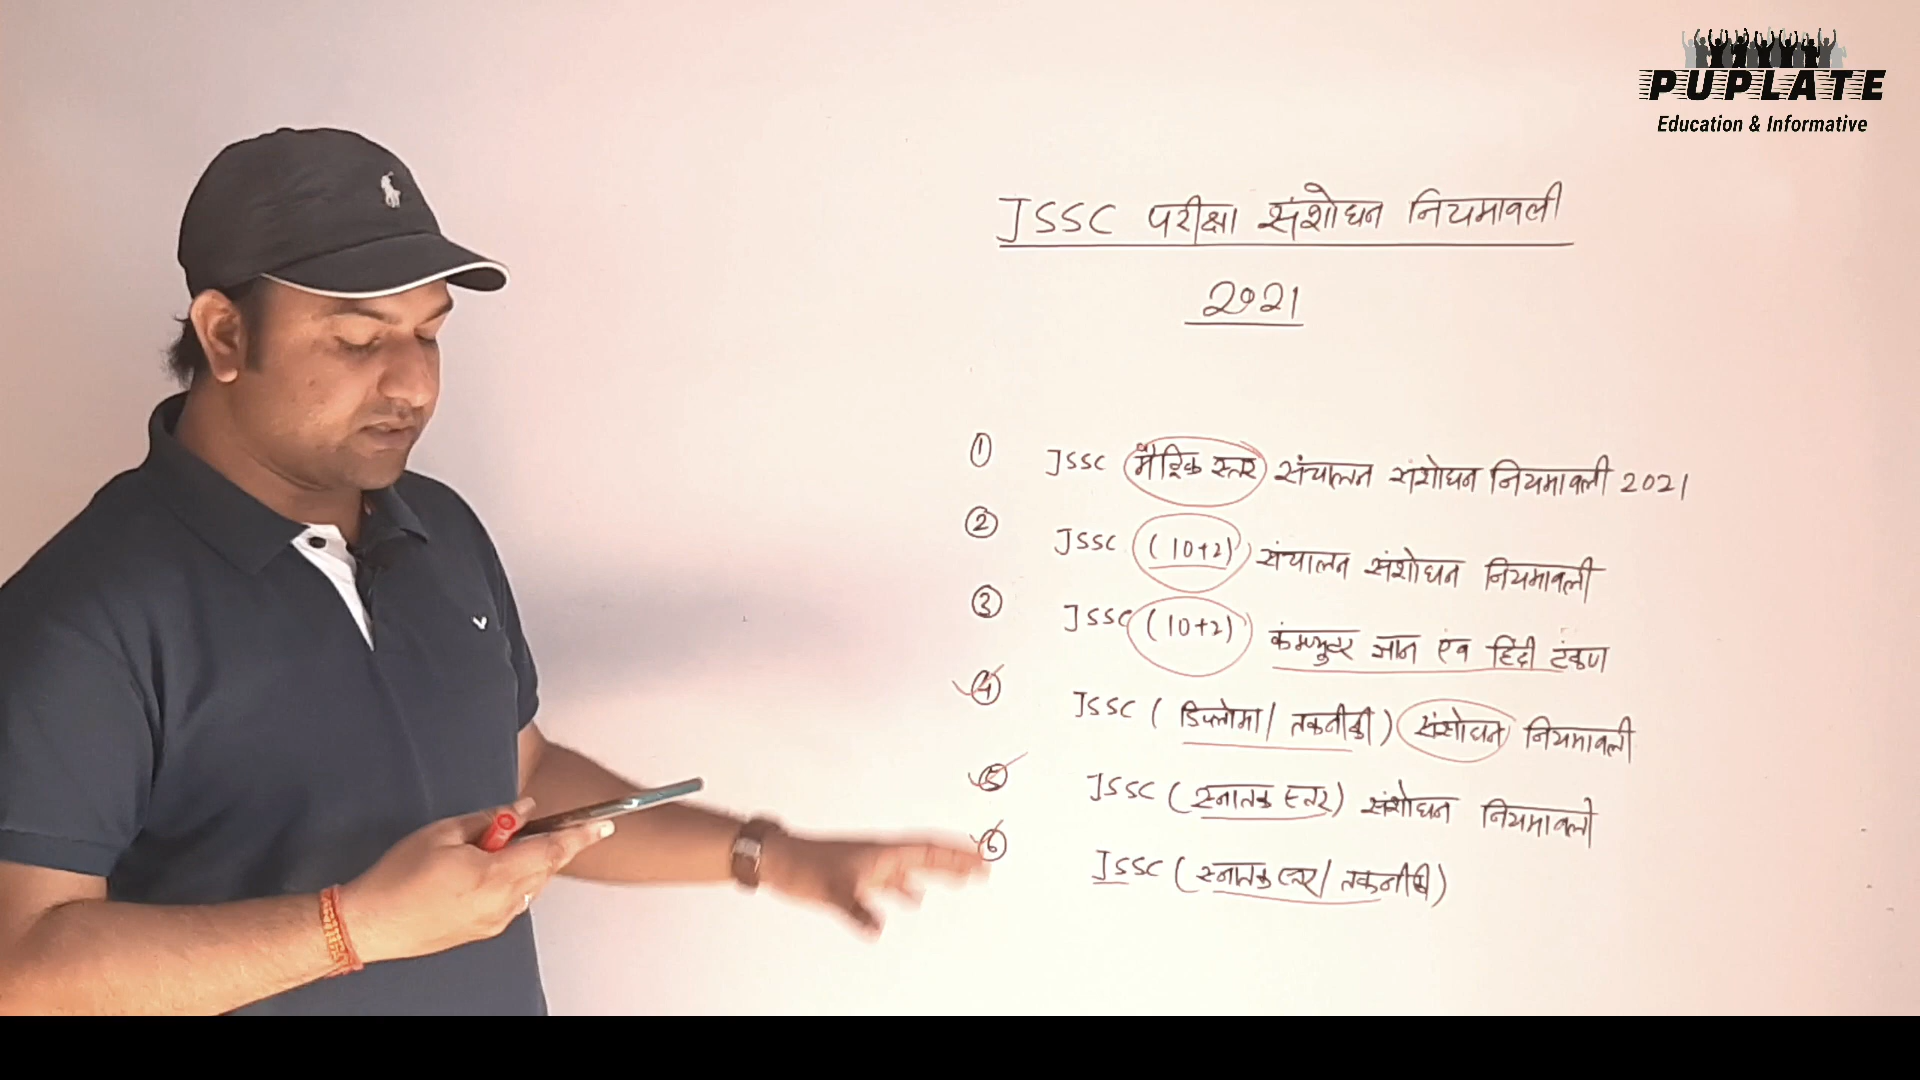 PUPLATE
Education & Informative
JSSC परीक्षा संशोधन नियमावली
2021
① JSSC मैट्रिक स्तर संचालन संशोधन नियमावली 2021
② JSSC (10+2) संचालन संशोधन नियमावली
③ JSSC (10+2) कंम्प्युटर ज्ञान एंव हिंदी टंकण
④ JSSC (डिप्लोमा/तकनीकी) संशोधन नियमावली
⑤ JSSC (स्नातक स्तर) संशोधन नियमावली
⑥ JSSC (स्नातक स्तर/तकनीकी)